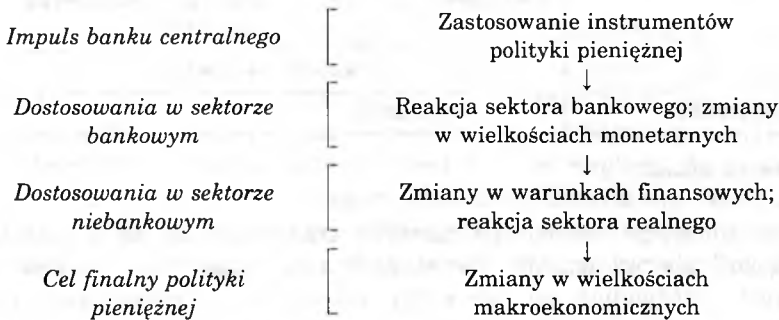 Impuls banku centralnego
Zastosowanie instrumentów
polityki pieniężnej
Dostosowania w sektorze
bankowym
Reakcja sektora bankowego; zmiany
w wielkościach monetarnych
Dostosowania w sektorze
niebankowym
Zmiany w warunkach finansowych;
reakcja sektora realnego
Cel finalny polityki
pieniężnej
Zmiany w wielkościach
makroekonomicznych